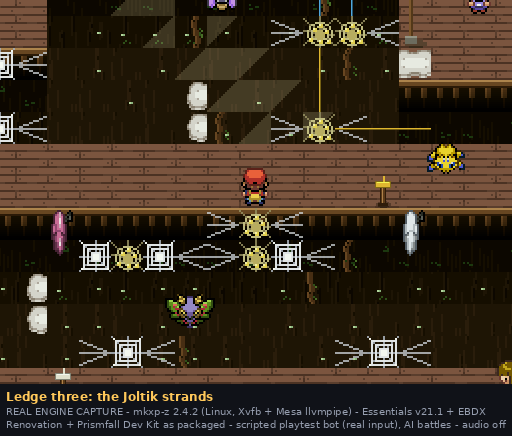 Ledge three: the Joltik strands
REAL ENGINE CAPTURE - mkxp-z 2.4.2 (Linux, Xvfb + Mesa llvmpipe) - Essentials v21.1 + EBDX
Renovation + Prismfall Dev Kit as packaged - scripted playtest bot (real input), AI battles - audio off